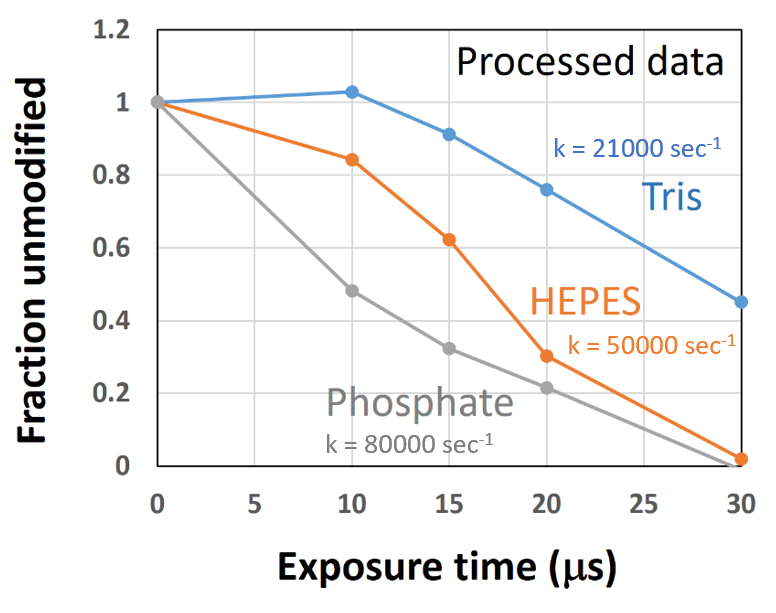 1.2
1
0.8
0.6
0.4
0.2
0
Fraction unmodified
Processed data
k = 21000 sec⁻¹
Tris
HEPES
k = 50000 sec⁻¹
Phosphate
k = 80000 sec⁻¹
0 5 10 15 20 25 30
Exposure time (μs)